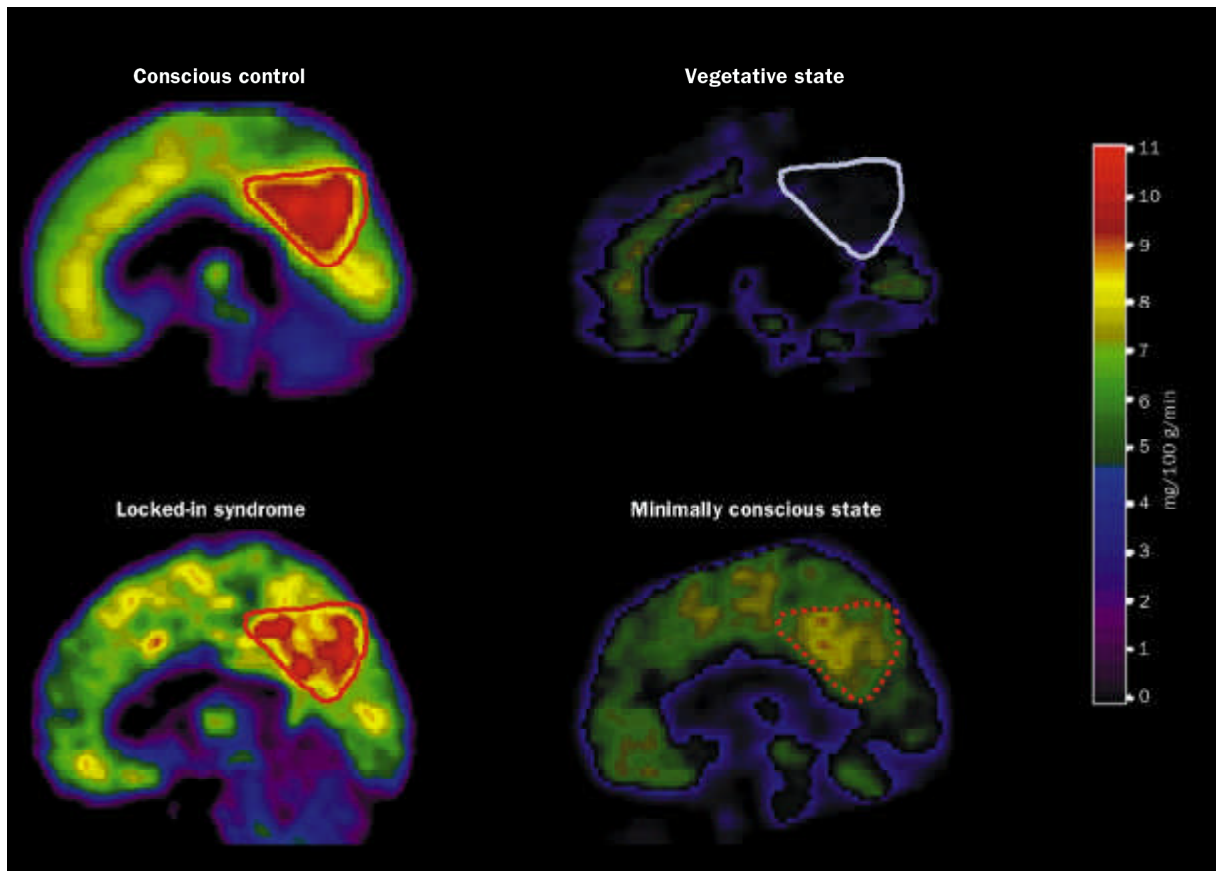 Conscious control
Vegetative state
Locked-in syndrome
Minimally conscious state
11
10
9
8
7
6
5
4
3
2
1
0
mg/100 g/min